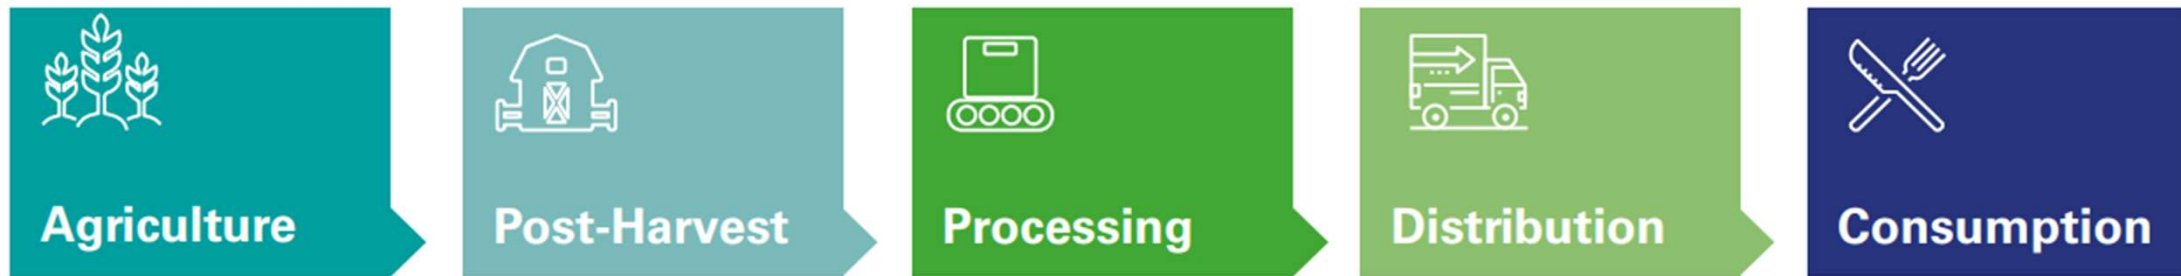 Agriculture
Post-Harvest
Processing
Distribution
Consumption